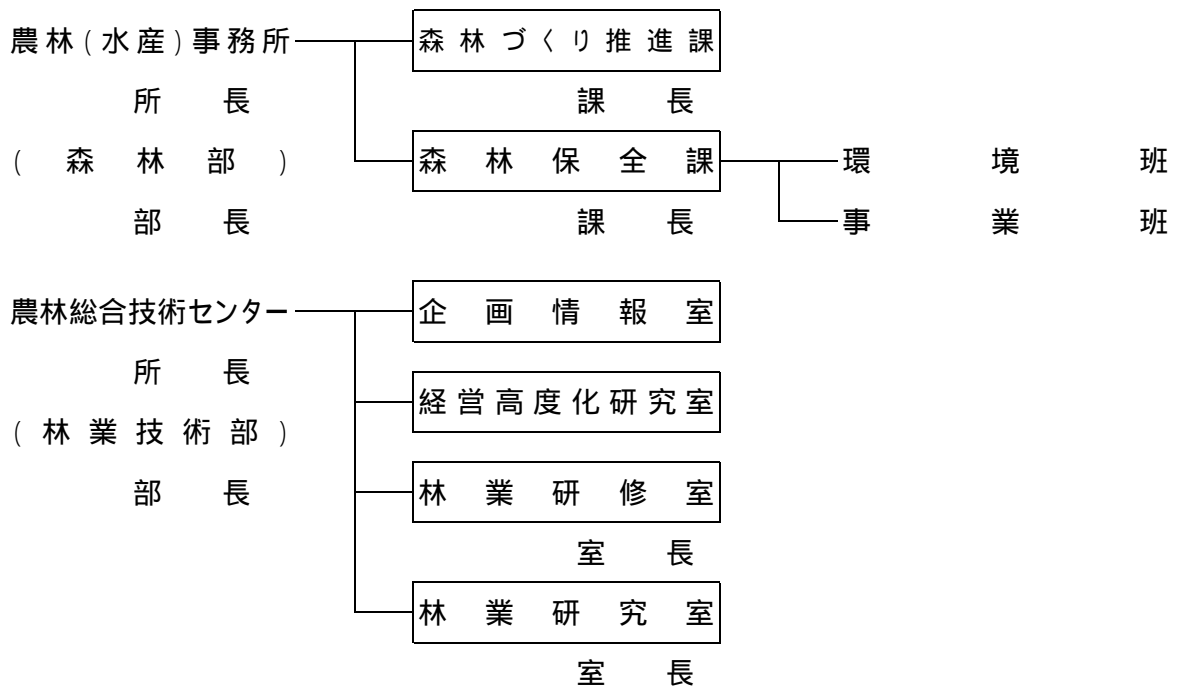 農林(水産)事務所 森林づくり推進課
所長 課長
(森林部) 森林保全課 環境班
部長 課長 事業班
農林総合技術センター 企画情報室
所長
経営高度化研究室
(林業技術部)
部長 林業研修室
室長
林業研究室
室長